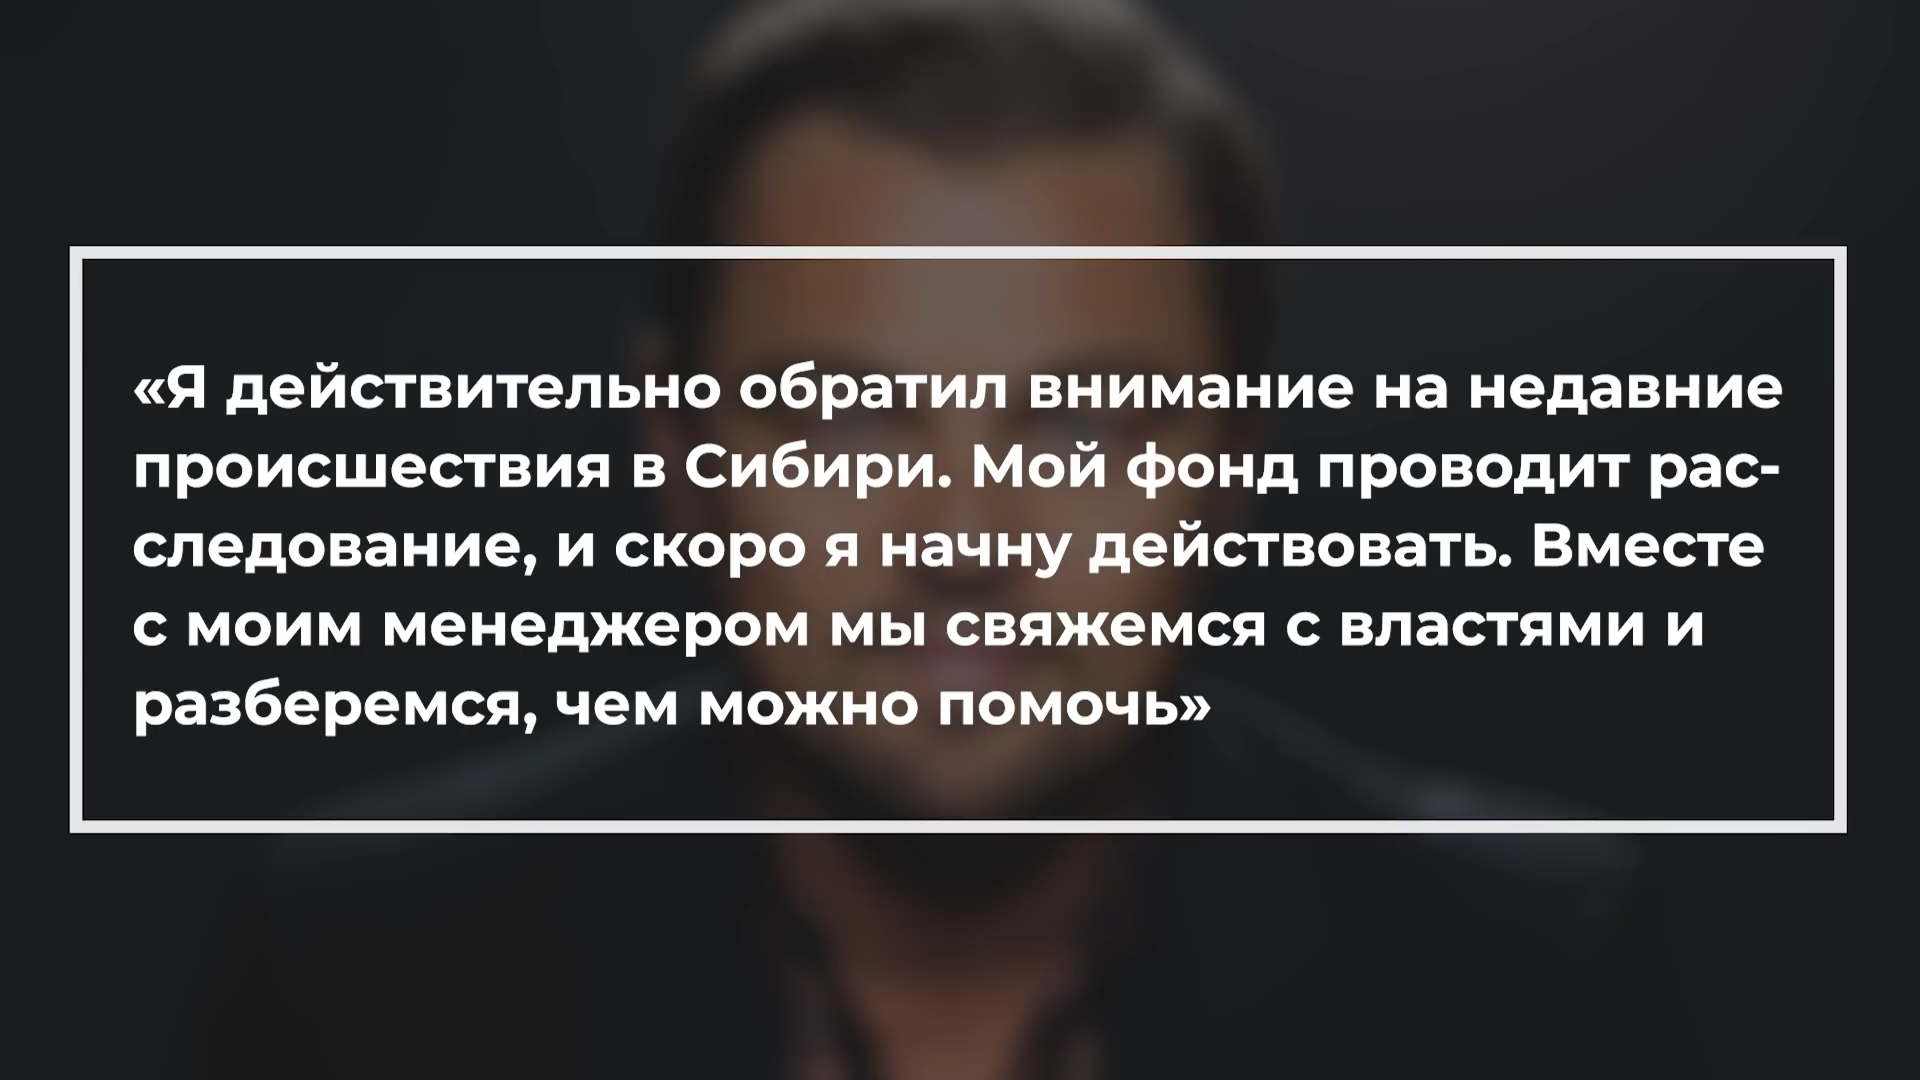 «Я действительно обратил внимание на недавние
происшествия в Сибири. Мой фонд проводит рас-
следование, и скоро я начну действовать. Вместе
с моим менеджером мы свяжемся с властями и
разберемся, чем можно помочь»